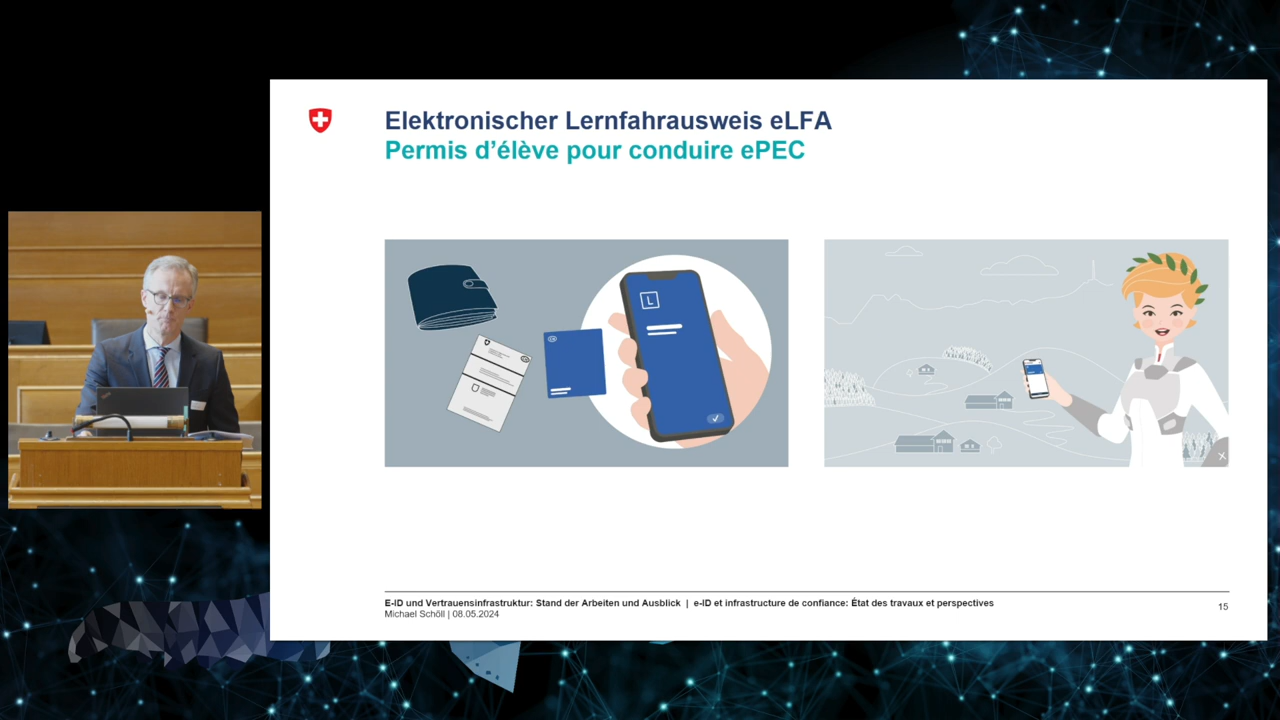 Elektronischer Lernfahrausweis eLFA
Permis d’élève pour conduire ePEC
L
E-ID und Vertrauensinfrastruktur: Stand der Arbeiten und Ausblick | e-ID et infrastructure de confiance: État des travaux et perspectives
Michael Schöll | 08.05.2024
15